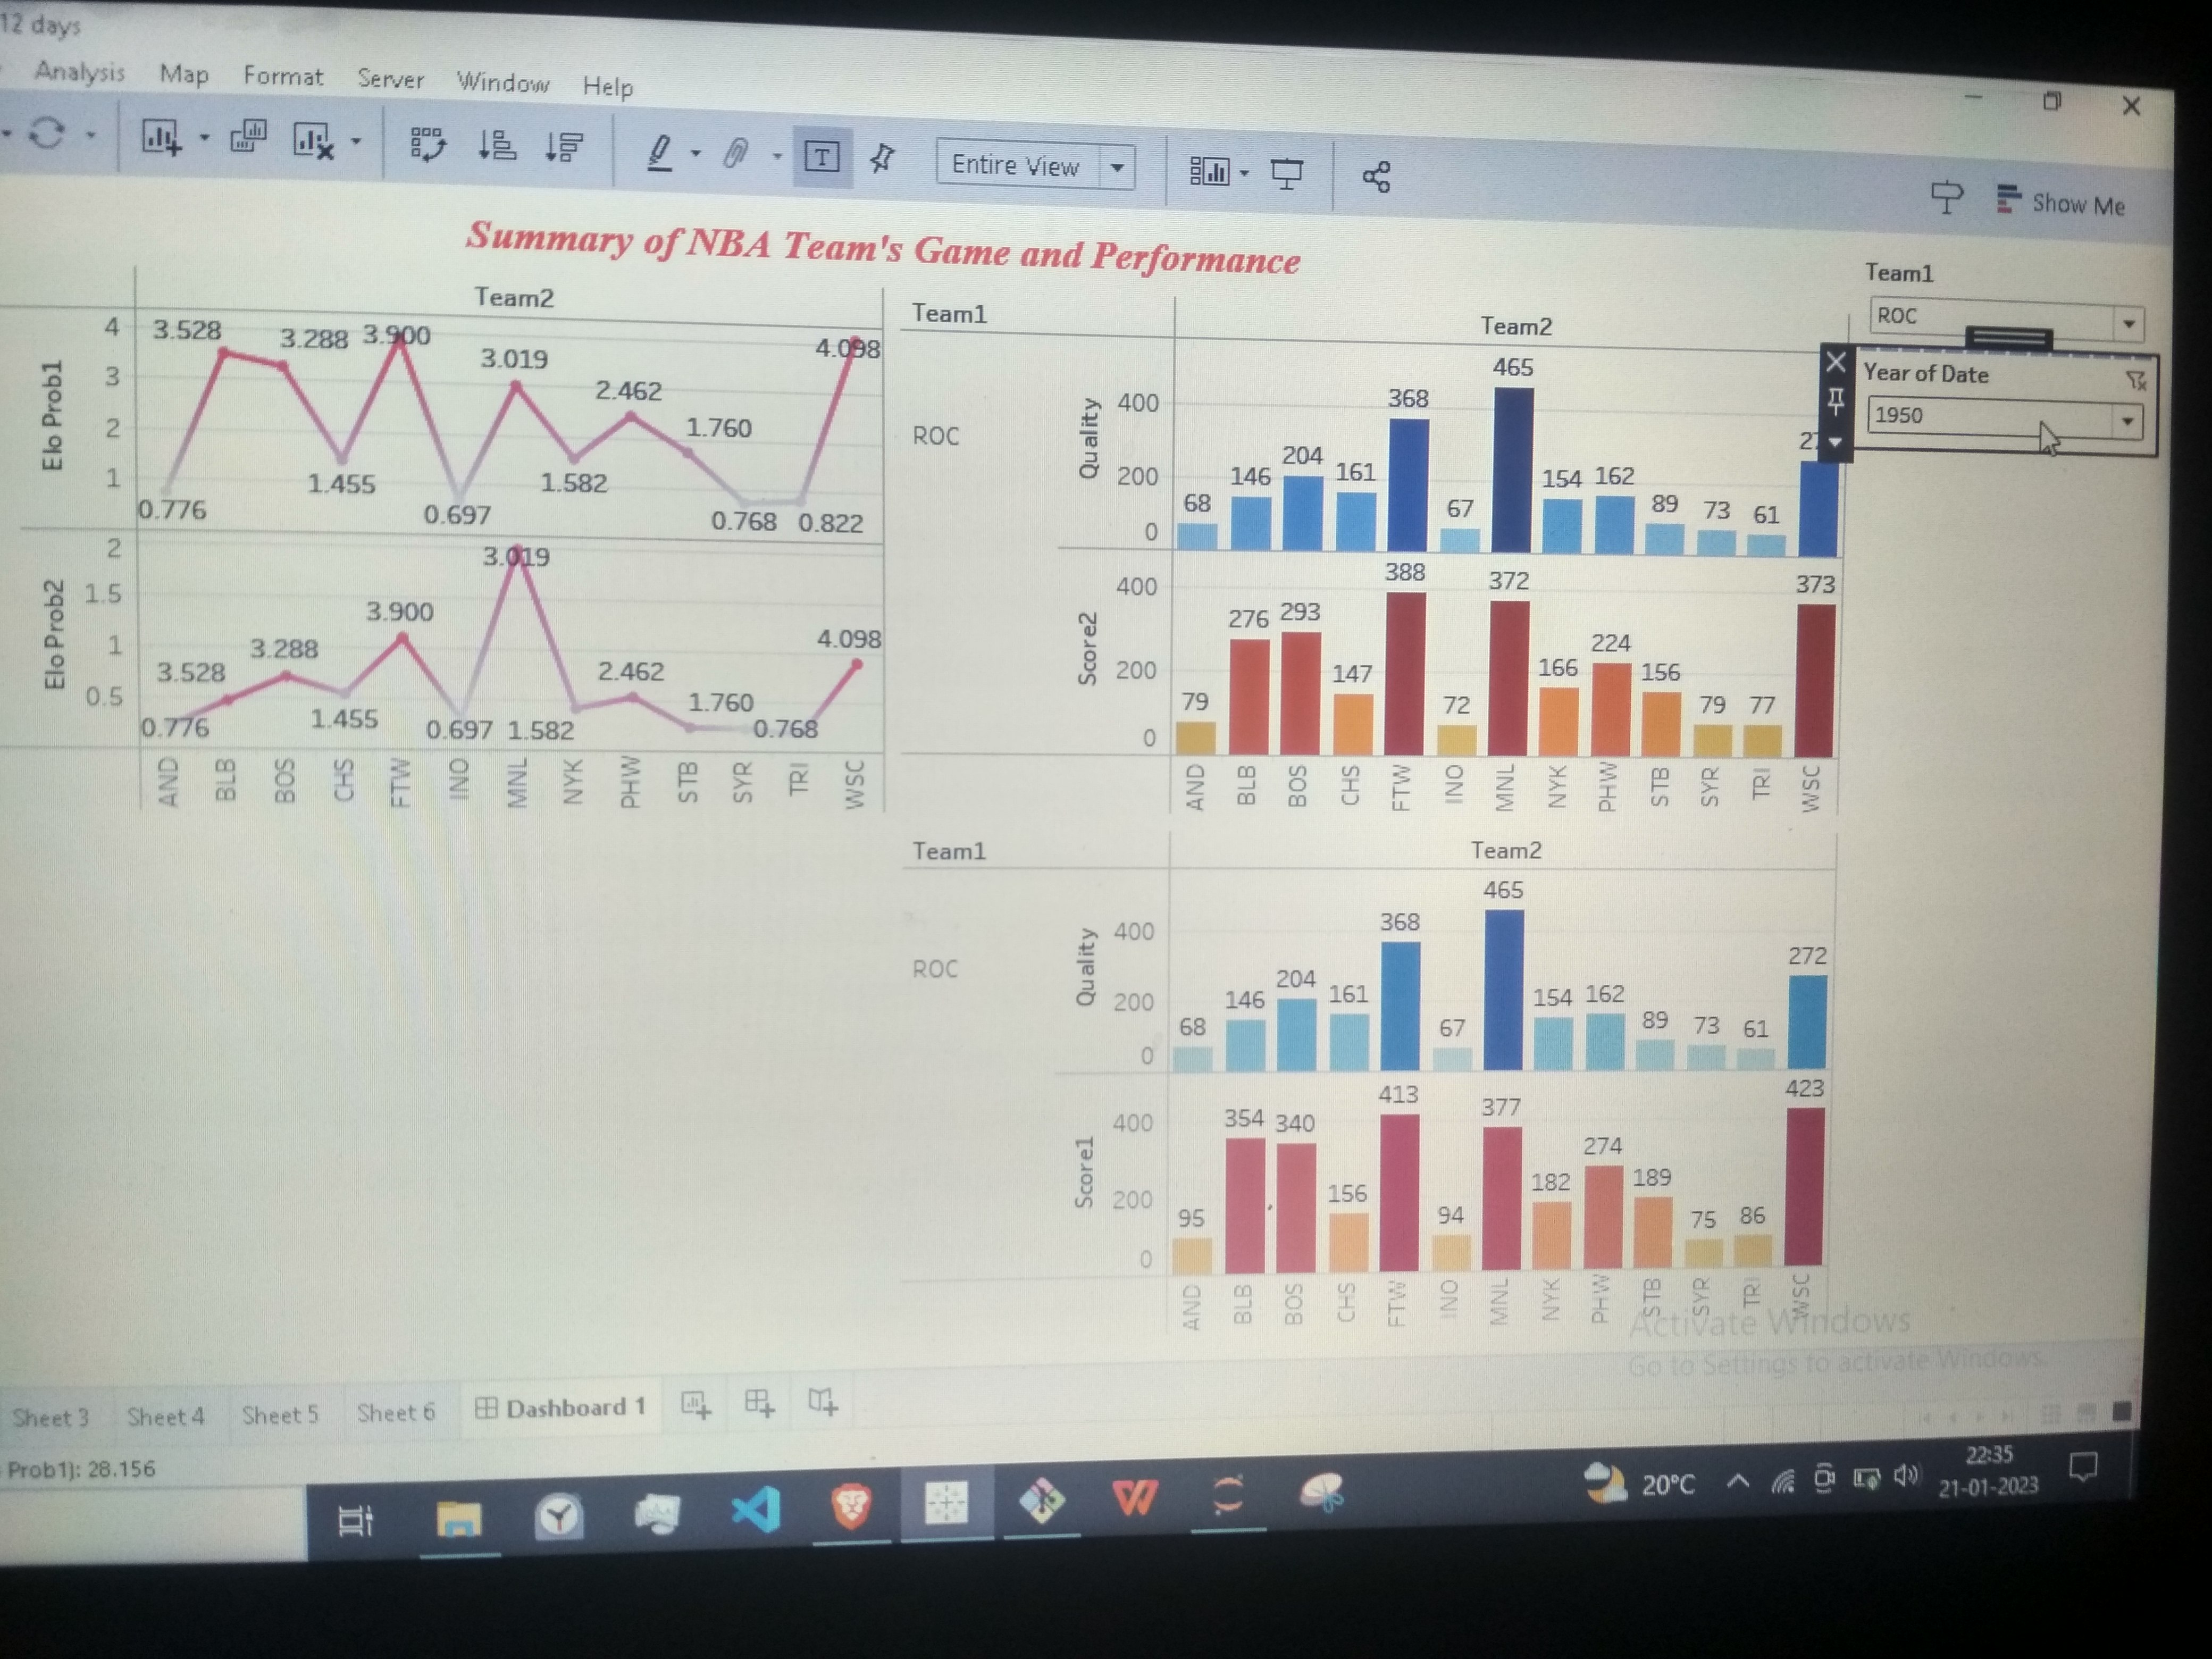 12 days
Analysis Map Format Server Window Help
Entire View
Show Me
Summary of NBA Team's Game and Performance
Team1
ROC
Year of Date
1950
Team2
Elo Prob1
4
3
2
1
3.528
3.288
3.900
3.019
2.462
1.760
4.098
0.776
1.455
0.697
1.582
0.768
0.822
Elo Prob2
2
1.5
1
0.5
3.019
3.900
3.288
3.528
2.462
4.098
1.760
0.776
1.455
0.697
1.582
0.768
AND BLB BOS CHS FTW INO MNL NYK PHW STB SYR TRI WSC
Team1
Team2
ROC
Quality
400
200
0
68 146 204 161 368 67 465 154 162 89 73 61
Score2
400
200
0
79 276 293 147 388 72 372 166 224 156 79 77 373
AND BLB BOS CHS FTW INO MNL NYK PHW STB SYR TRI WSC
Team1
Team2
ROC
Quality
400
200
0
68 146 204 161 368 67 465 154 162 89 73 61 272
Score1
400
200
0
95 354 340 156 413 94 377 182 274 189 75 86 423
AND BLB BOS CHS FTW INO MNL NYK PHW STB SYR TRI WSC
Activate Windows
Go to Settings to activate Windows.
Sheet 3 Sheet 4 Sheet 5 Sheet 6 Dashboard 1
Prob1): 28.156
20°C
22:35
21-01-2023